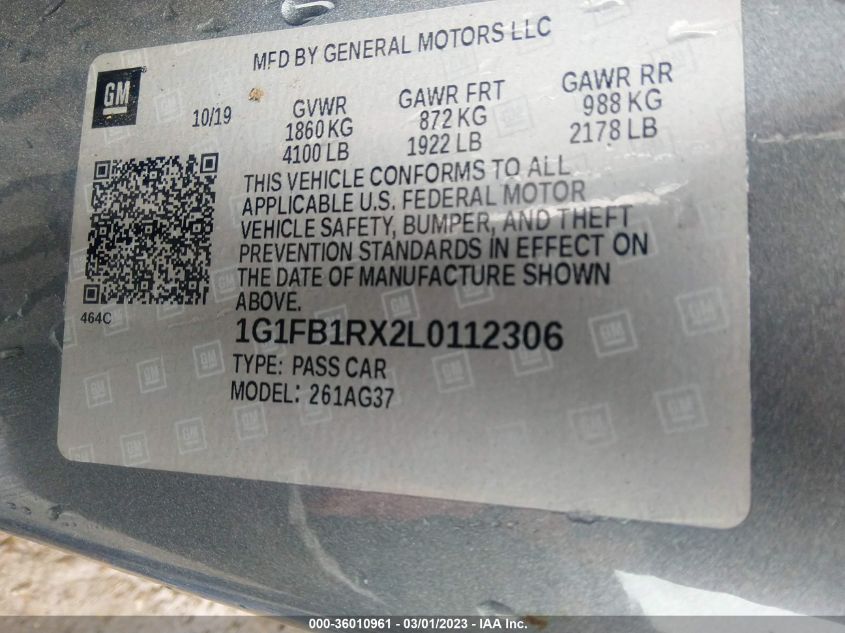 MFD BY GENERAL MOTORS LLC
GM
10/19
GVWR
1860 KG
4100 LB
GAWR FRT
872 KG
1922 LB
GAWR RR
988 KG
2178 LB
THIS VEHICLE CONFORMS TO ALL
APPLICABLE U.S. FEDERAL MOTOR
VEHICLE SAFETY, BUMPER, AND THEFT
PREVENTION STANDARDS IN EFFECT ON
THE DATE OF MANUFACTURE SHOWN
ABOVE.
464C
1G1FB1RX2L0112306
TYPE: PASS CAR
MODEL: 261AG37
000-36010961 - 03/01/2023 - © IAA Inc.